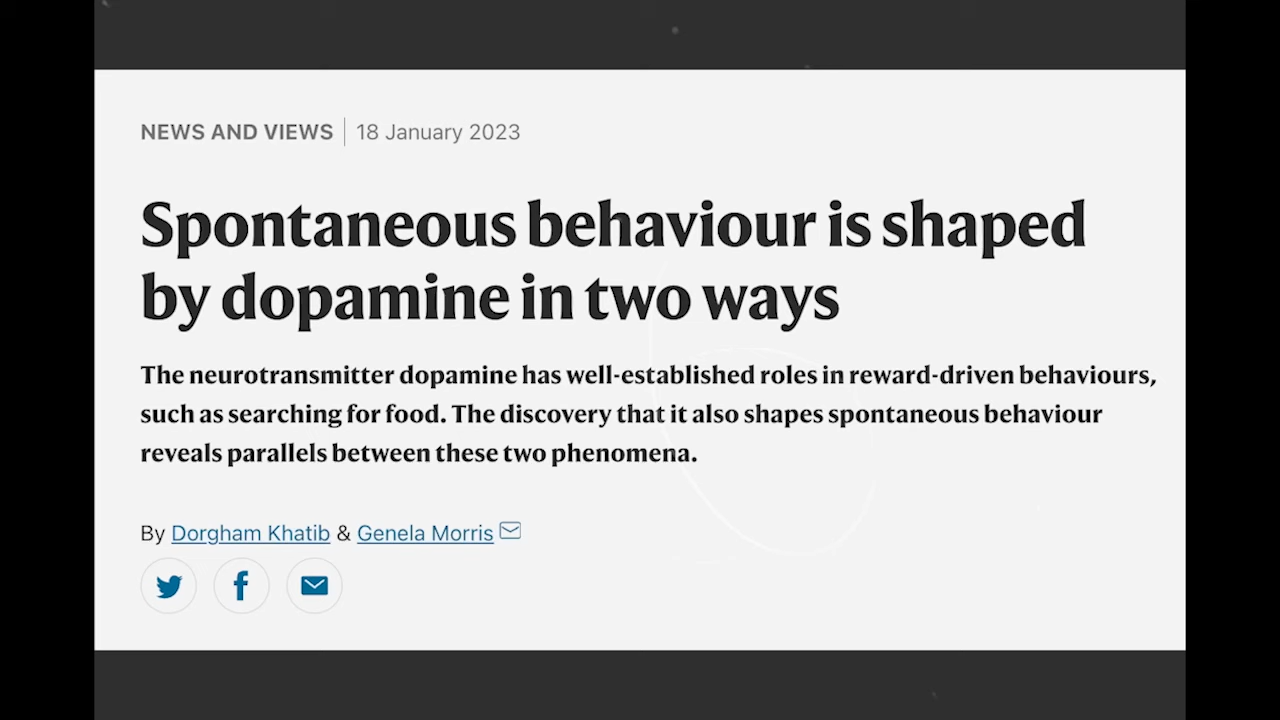 NEWS AND VIEWS | 18 January 2023
Spontaneous behaviour is shaped
by dopamine in two ways
The neurotransmitter dopamine has well-established roles in reward-driven behaviours,
such as searching for food. The discovery that it also shapes spontaneous behaviour
reveals parallels between these two phenomena.
By Dorgham Khatib & Genela Morris